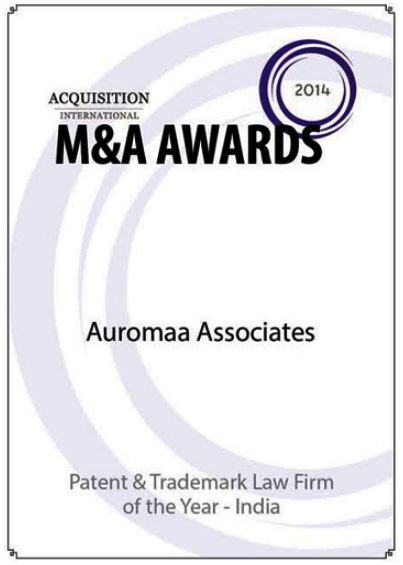 2014
ACQUISITION
INTERNATIONAL
M&A AWARDS
Auromaa Associates
Patent & Trademark Law Firm
of the Year - India